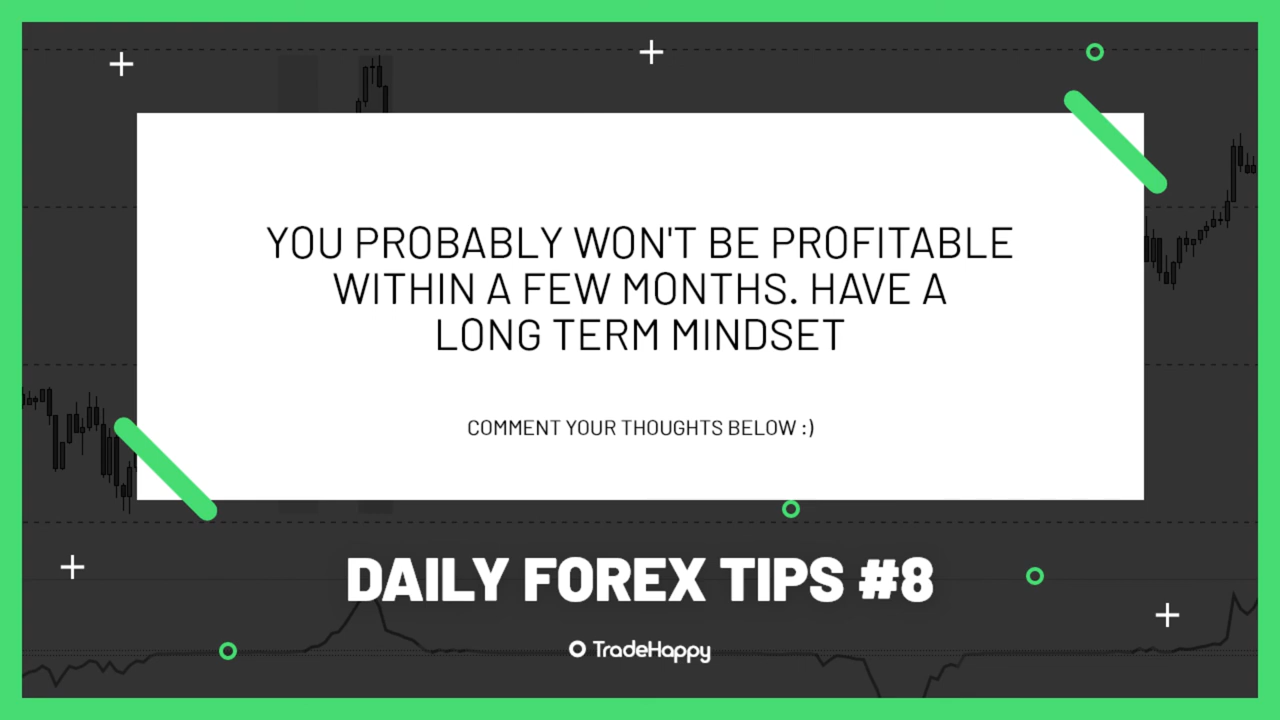 YOU PROBABLY WON'T BE PROFITABLE
WITHIN A FEW MONTHS. HAVE A
LONG TERM MINDSET
COMMENT YOUR THOUGHTS BELOW :)
DAILY FOREX TIPS #8
TradeHappy